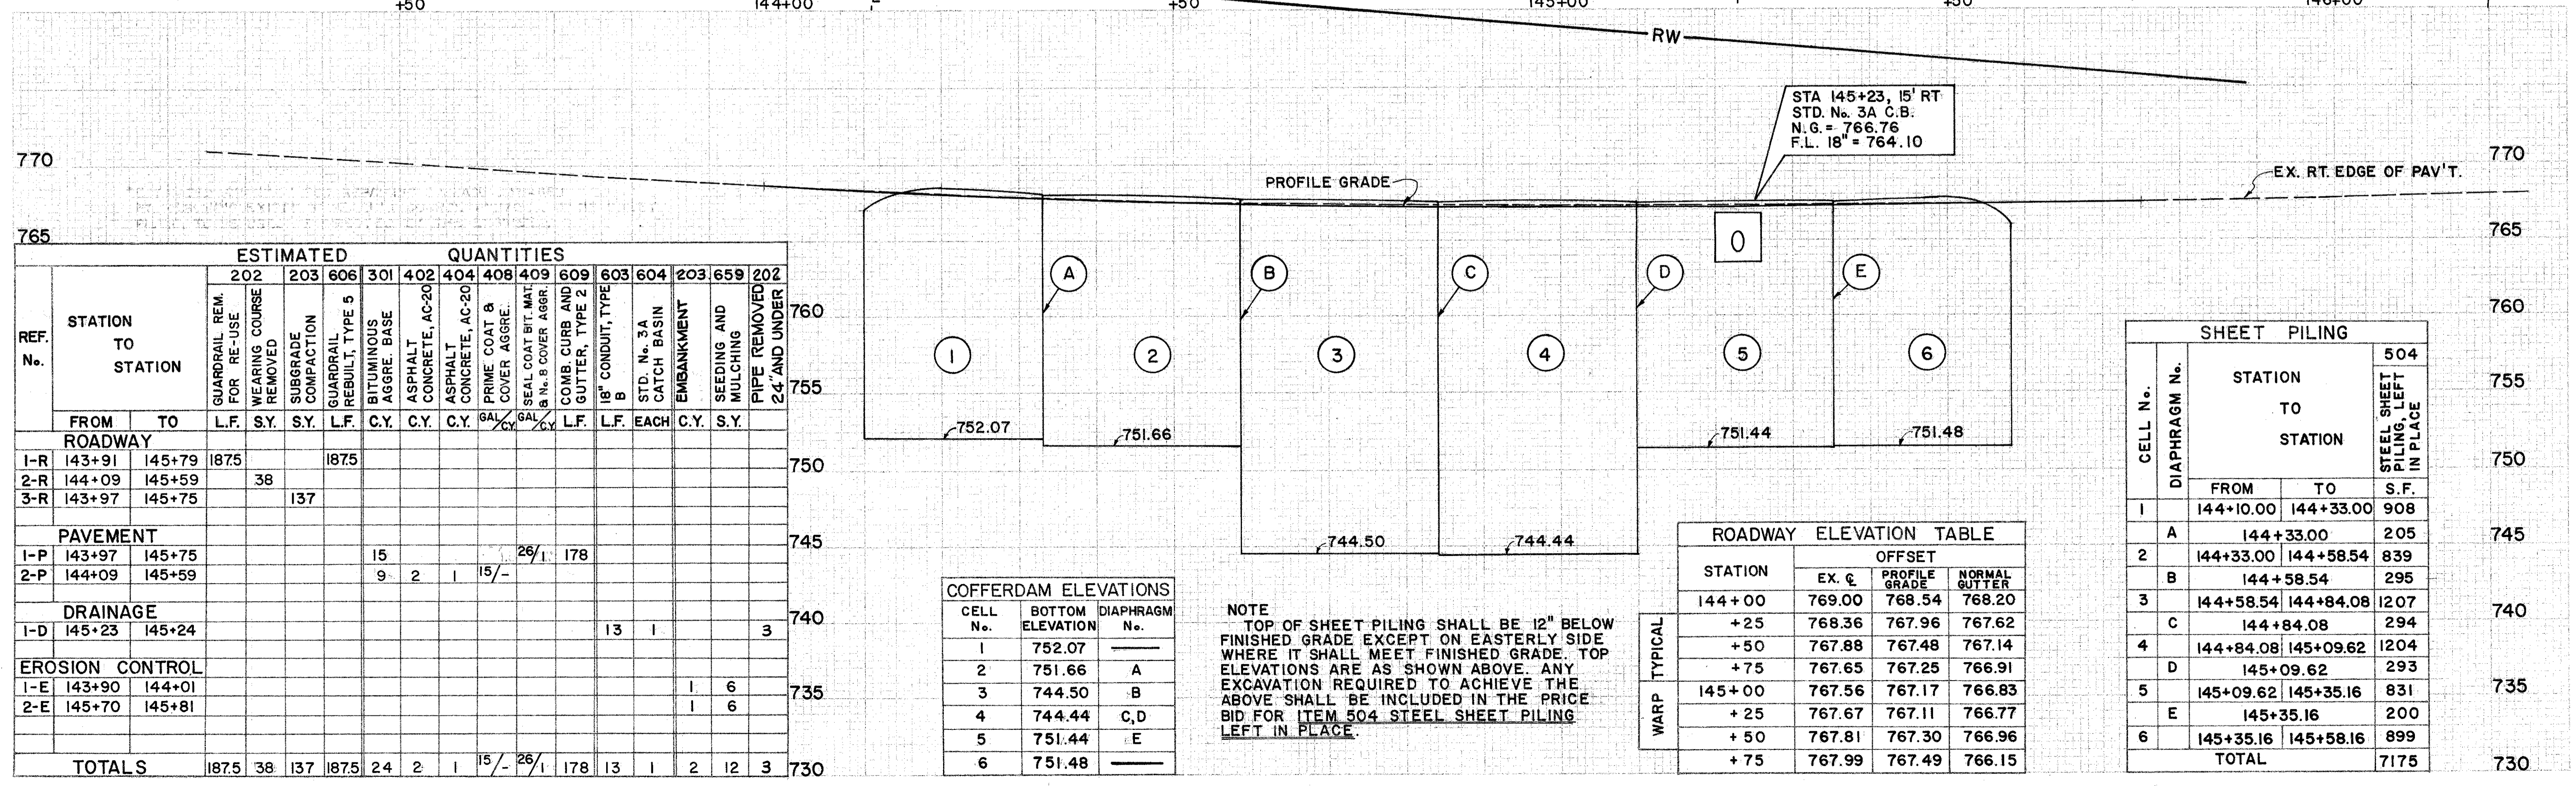 +50 144+00 +50 145+00 +50 146+00
RW
STA 145+23, 15' RT
STD. No. 3A C.B.
N.G. = 766.76
F.L. 18" = 764.10
770 770
PROFILE GRADE
EX. RT. EDGE OF PAV'T.
765 765
O
A B C D E
760 760
1 2 3 4 5 6
755 755
752.07 751.66 751.44 751.48
750 750
745 745
744.50 744.44
740 740
735 735
730 730
ESTIMATED QUANTITIES
202 203 606 301 402 404 408 409 609 603 604 203 659 202
REF. No.
STATION
TO
STATION
GUARDRAIL REM. FOR RE-USE
WEARING COURSE REMOVED
SUBGRADE COMPACTION
GUARDRAIL REBUILT, TYPE 5
BITUMINOUS AGGRE. BASE
ASPHALT CONCRETE, AC-20
ASPHALT CONCRETE, AC-20
PRIME COAT & COVER AGGRE.
SEAL COAT BIT. MAT. & No. 8 COVER AGGR.
COMB. CURB AND GUTTER, TYPE 2
18" CONDUIT, TYPE B
STD. No. 3A CATCH BASIN
EMBANKMENT
SEEDING AND MULCHING
PIPE REMOVED 24" AND UNDER
FROM TO L.F. S.Y. S.Y. L.F. C.Y. C.Y. C.Y. GAL/CY GAL/CY L.F. L.F. EACH C.Y. S.Y.
ROADWAY
1-R 143+91 145+79 187.5 187.5
2-R 144+09 145+59 38
3-R 143+97 145+75 137
PAVEMENT
1-P 143+97 145+75 15 26/1 178
2-P 144+09 145+59 9 2 1 15/-
DRAINAGE
1-D 145+23 145+24 13 1 3
EROSION CONTROL
1-E 143+90 144+01 1 6
2-E 145+70 145+81 1 6
TOTALS 187.5 38 137 187.5 24 2 1 15/- 26/1 178 13 1 2 12 3
COFFERDAM ELEVATIONS
CELL No. BOTTOM ELEVATION DIAPHRAGM No.
1 752.07 —
2 751.66 A
3 744.50 B
4 744.44 C,D
5 751.44 E
6 751.48 —
NOTE
TOP OF SHEET PILING SHALL BE 12" BELOW
FINISHED GRADE EXCEPT ON EASTERLY SIDE
WHERE IT SHALL MEET FINISHED GRADE. TOP
ELEVATIONS ARE AS SHOWN ABOVE. ANY
EXCAVATION REQUIRED TO ACHIEVE THE
ABOVE SHALL BE INCLUDED IN THE PRICE
BID FOR ITEM 504 STEEL SHEET PILING
LEFT IN PLACE.
ROADWAY ELEVATION TABLE
STATION OFFSET
EX. ℄ PROFILE GRADE NORMAL GUTTER
TYPICAL
WARP
144+00 769.00 768.54 768.20
+25 768.36 767.96 767.62
+50 767.88 767.48 767.14
+75 767.65 767.25 766.91
145+00 767.56 767.17 766.83
+25 767.67 767.11 766.77
+50 767.81 767.30 766.96
+75 767.99 767.49 766.15
SHEET PILING
CELL No. DIAPHRAGM No.
STATION
TO
STATION
504
STEEL SHEET PILING, LEFT IN PLACE
FROM TO S.F.
1 144+10.00 144+33.00 908
A 144+33.00 205
2 144+33.00 144+58.54 839
B 144+58.54 295
3 144+58.54 144+84.08 1207
C 144+84.08 294
4 144+84.08 145+09.62 1204
D 145+09.62 293
5 145+09.62 145+35.16 831
E 145+35.16 200
6 145+35.16 145+58.16 899
TOTAL 7175